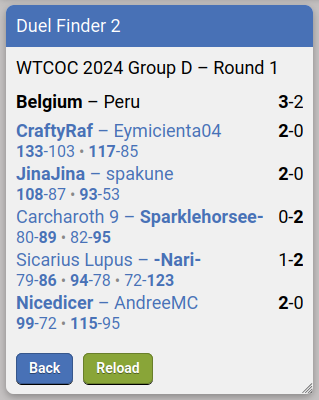 Duel Finder 2
WTCOC 2024 Group D – Round 1
Belgium – Peru 3-2
CraftyRaf – Eymicienta04 2-0
133-103 • 117-85
JinaJina – spakune 2-0
108-87 • 93-53
Carcharoth 9 – Sparklehorsee- 0-2
80-89 • 82-95
Sicarius Lupus – -Nari- 1-2
79-86 • 94-78 • 72-123
Nicedicer – AndreeMC 2-0
99-72 • 115-95
Back Reload